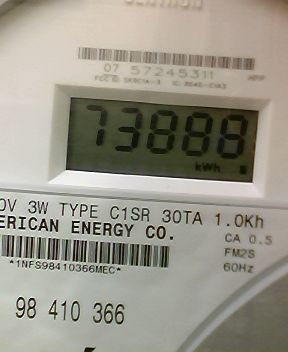 07 57245311
73888
kWh
0V 3W TYPE C1SR 30TA 1.0Kh
ERICAN ENERGY CO.
CA 0.5
FM2S
60Hz
*1NFS98410366MEC*
98 410 366